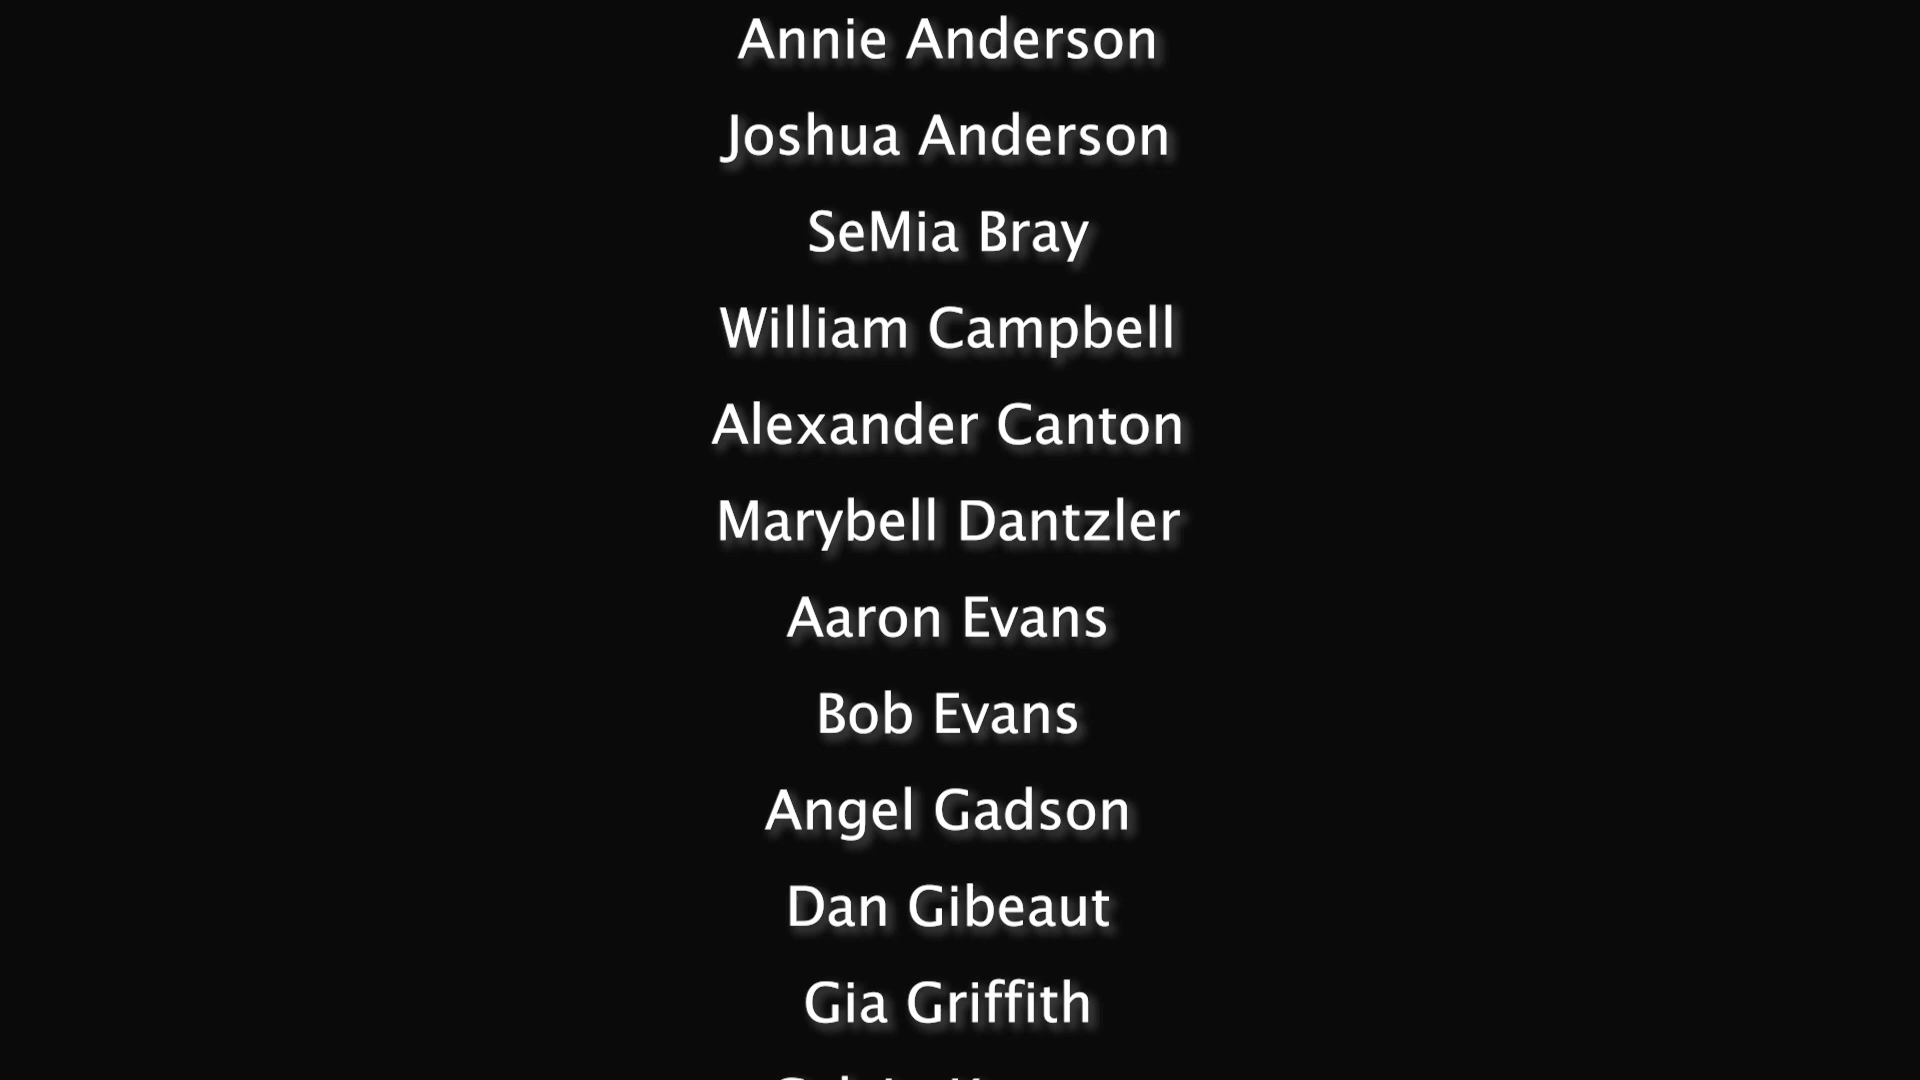 Annie Anderson
Joshua Anderson
SeMia Bray
William Campbell
Alexander Canton
Marybell Dantzler
Aaron Evans
Bob Evans
Angel Gadson
Dan Gibeaut
Gia Griffith